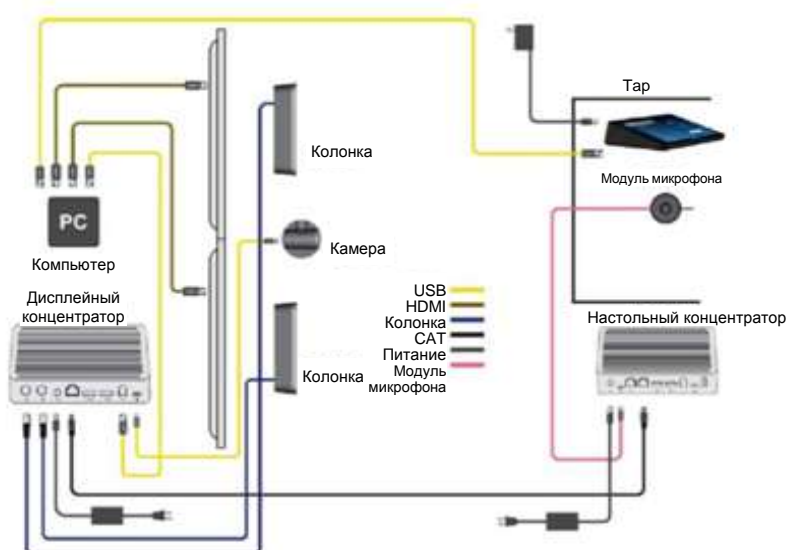 Tap
Колонка
Модуль микрофона
PC
Камера
Компьютер
USB
HDMI
Колонка
CAT
Питание
Модуль
микрофона
Дисплейный
концентратор
Настольный концентратор
Колонка